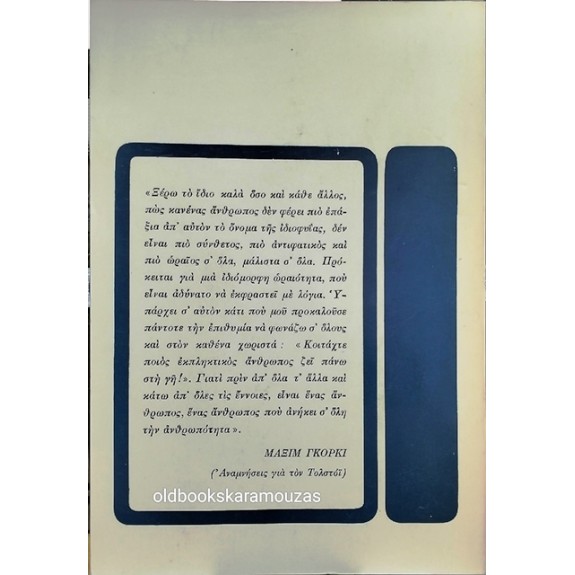 «Ξέρω τὸ ἴδιο καλὰ ὅσο καὶ κάθε ἄλλος,
πὼς κανένας ἄνθρωπος δὲν φέρει πιὸ ἐπά-
ξια ἀπ' αὐτὸν τὸ ὄνομα τῆς ἰδιοφυΐας, δὲν
εἶναι πιὸ σύνθετος, πιὸ ἀντιφατικὸς καὶ
πιὸ ὡραῖος σ' ὅλα, μάλιστα σ' ὅλα. Πρό-
κειται γιὰ μιὰ ἰδιόμορφη ὡραιότητα, ποὺ
εἶναι ἀδύνατο νὰ ἐκφραστεῖ μὲ λόγια. Ὑ-
πάρχει σ' αὐτὸν κάτι ποὺ μοῦ προκαλοῦσε
πάντοτε τὴν ἐπιθυμία νὰ φωνάξω σ' ὅλους
καὶ στὸν καθένα χωριστά: «Κοιτάχτε
ποιὸς ἐκπληκτικὸς ἄνθρωπος ζεῖ πάνω
στὴ γῆ!». Γιατὶ πρὶν ἀπ' ὅλα τ' ἄλλα καὶ
κάτω ἀπ' ὅλες τὶς ἔννοιες, εἶναι ἕνας ἄν-
θρωπος, ἕνας ἄνθρωπος ποὺ ἀνήκει σ' ὅλη
τὴν ἀνθρωπότητα».
ΜΑΞΙΜ ΓΚΟΡΚΙ
(Ἀναμνήσεις γιὰ τὸν Τολστόϊ)
oldbookskaramouzas